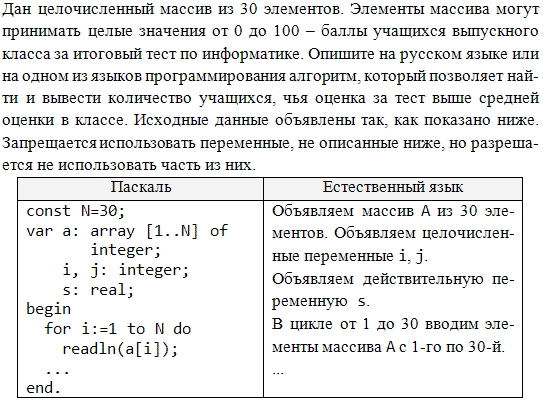 Дан целочисленный массив из 30 элементов. Элементы массива могут
принимать целые значения от 0 до 100 – баллы учащихся выпускного
класса за итоговый тест по информатике. Опишите на русском языке или
на одном из языков программирования алгоритм, который позволяет най-
ти и вывести количество учащихся, чья оценка за тест выше средней
оценки в классе. Исходные данные объявлены так, как показано ниже.
Запрещается использовать переменные, не описанные ниже, но разреша-
ется не использовать часть из них.
Паскаль
const N=30;
var a: array [1..N] of
integer;
i, j: integer;
s: real;
begin
for i:=1 to N do
readln(a[i]);
...
end.
Естественный язык
Объявляем массив A из 30 эле-
ментов. Объявляем целочислен-
ные переменные i, j.
Объявляем действительную пе-
ременную s.
В цикле от 1 до 30 вводим эле-
менты массива A с 1-го по 30-й.
...